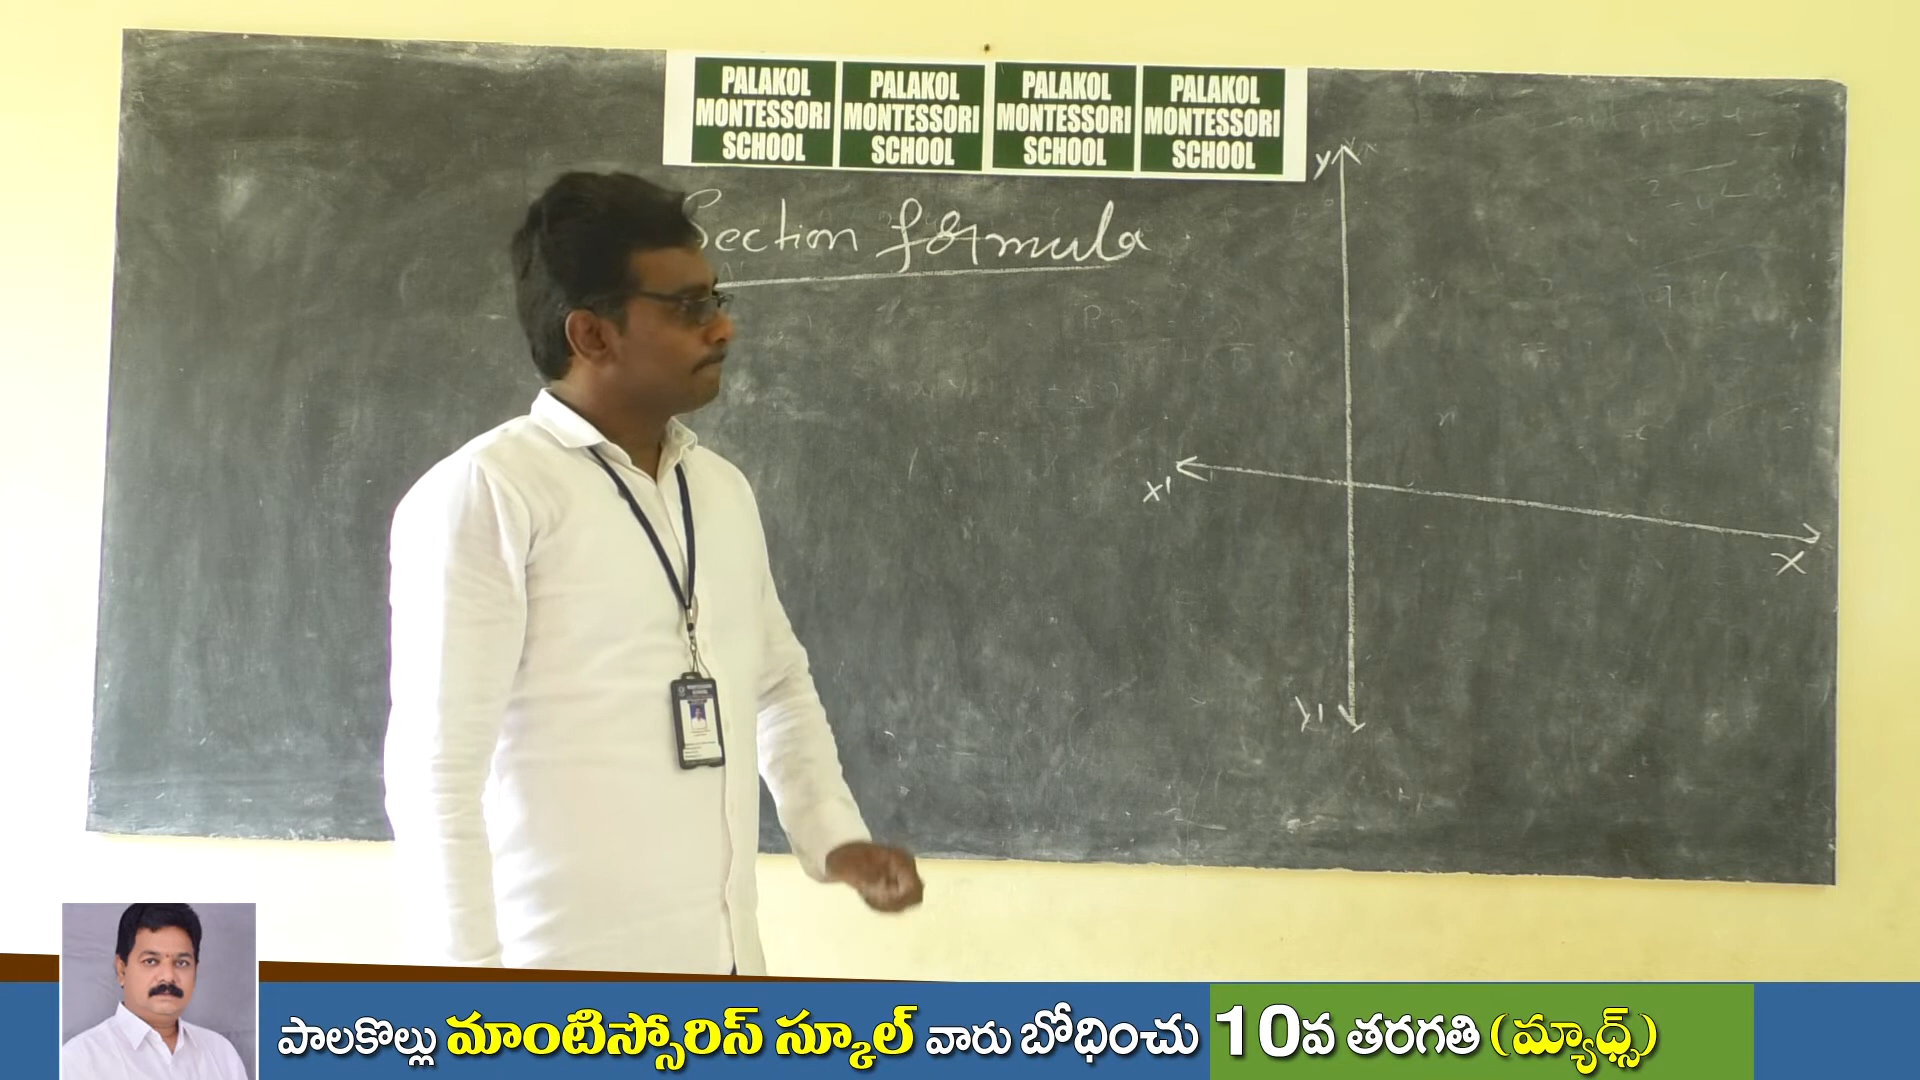 PALAKOL MONTESSORI SCHOOL
PALAKOL MONTESSORI SCHOOL
PALAKOL MONTESSORI SCHOOL
PALAKOL MONTESSORI SCHOOL
Section formula
Y
X'
X
Y'
పాలకొల్లు మాంటిస్సోరిస్ స్కూల్ వారు బోధించు 10వ తరగతి (మ్యాథ్స్)